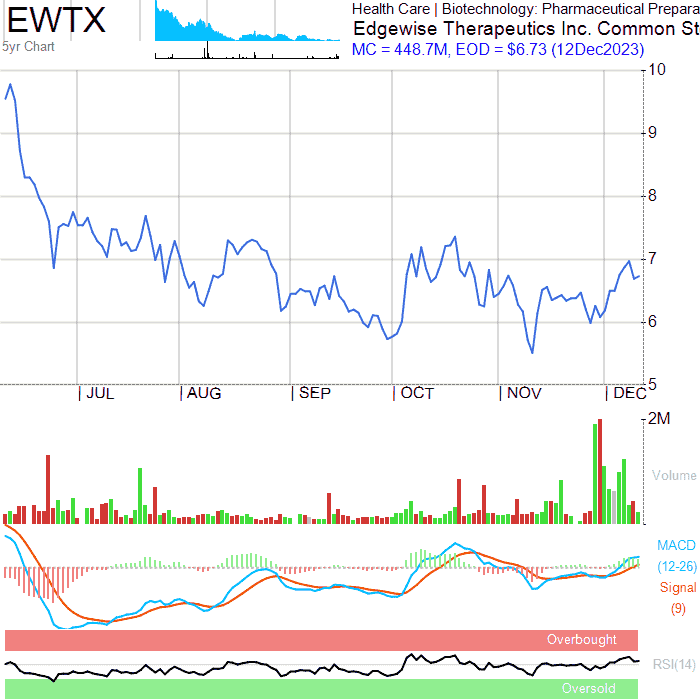 EWTX
5yr Chart
Health Care | Biotechnology: Pharmaceutical Prepara
Edgewise Therapeutics Inc. Common St
MC = 448.7M, EOD = $6.73 (12Dec2023)
10
9
8
7
6
5
JUL AUG SEP OCT NOV DEC
2M
Volume
MACD
(12-26)
Signal
(9)
Overbought
RSI(14)
Oversold